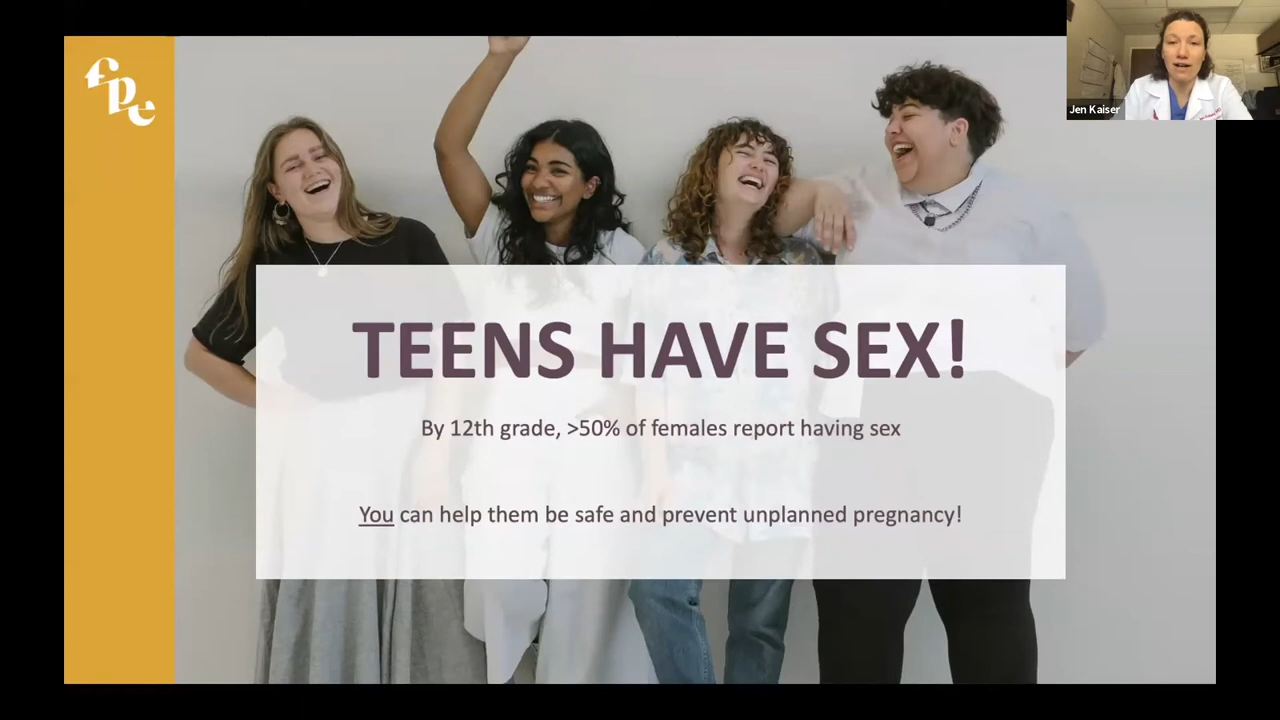 fpe
Jen Kaiser
TEENS HAVE SEX!
By 12th grade, >50% of females report having sex
You can help them be safe and prevent unplanned pregnancy!